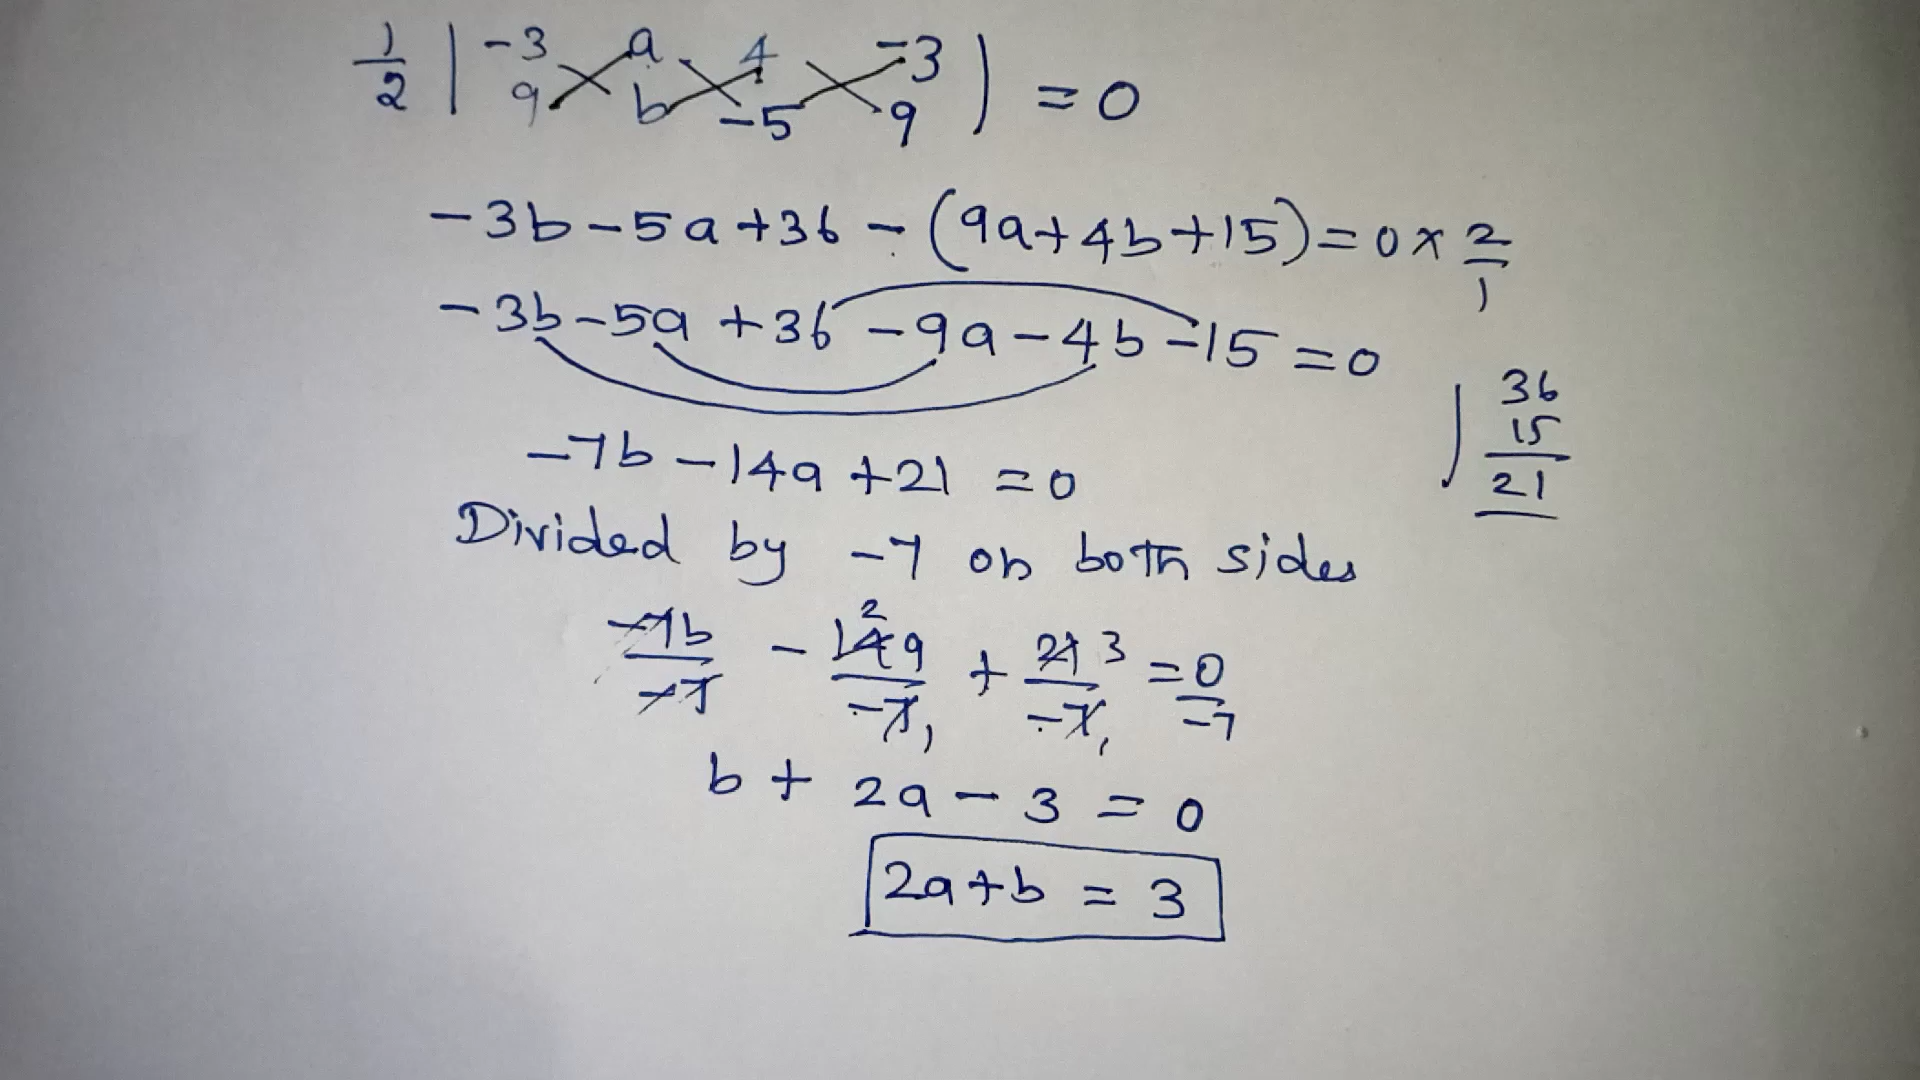 1/2 | -3 a 4 -3 | = 0
9 b -5 9
-3b - 5a + 36 - (9a + 4b + 15) = 0 × 2/1
-3b - 5a + 36 - 9a - 4b - 15 = 0
36
15
21
-7b - 14a + 21 = 0
Divided by -7 on both sides
-7b/-7 - 14a/-7 + 21/-7 = 0/-7
b + 2a - 3 = 0
2a + b = 3